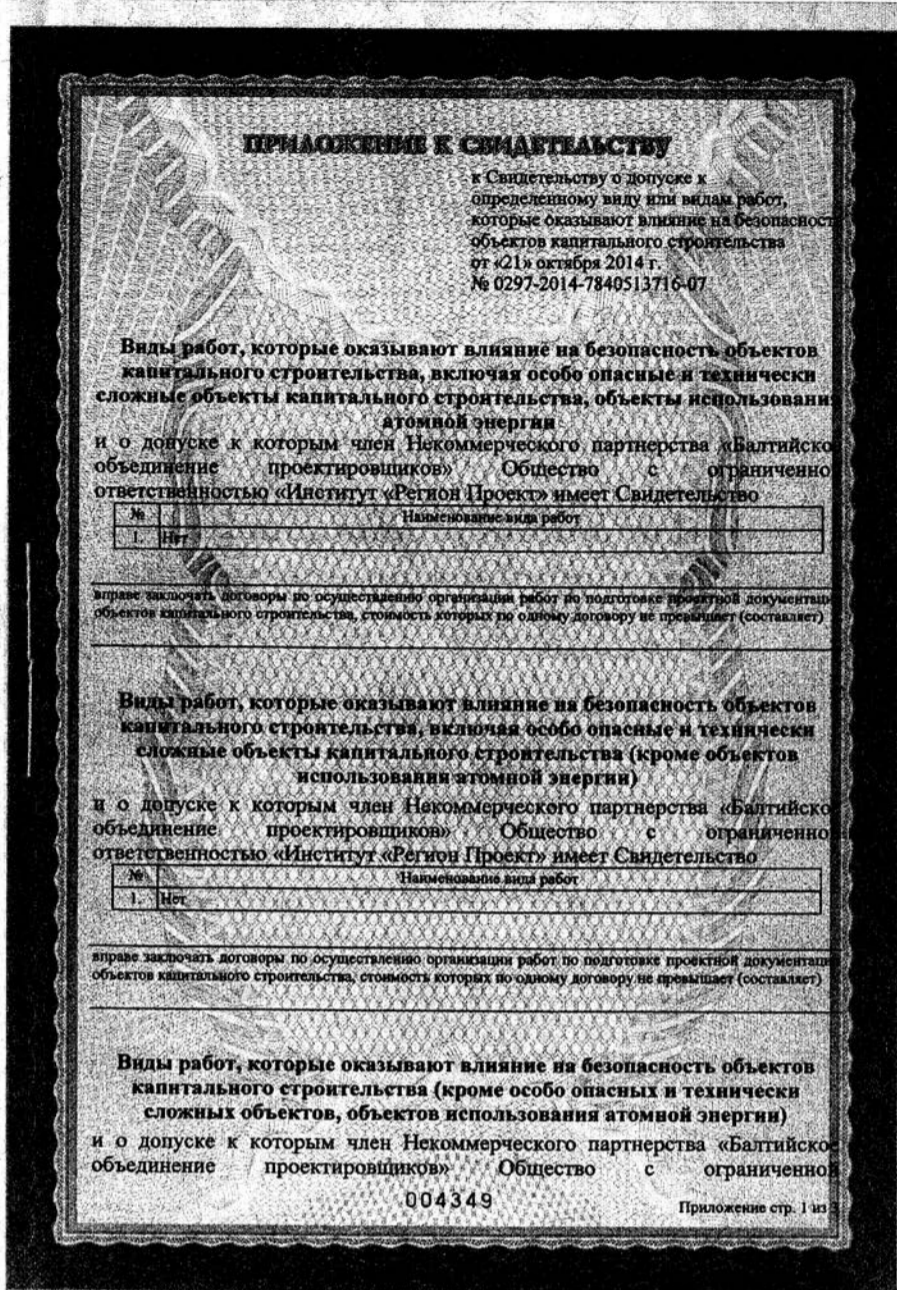 ПРИЛОЖЕНИЕ К СВИДЕТЕЛЬСТВУ
к Свидетельству о допуске к
определенному виду или видам работ,
которые оказывают влияние на безопасност
объектов капитального строительства
от «21» октября 2014 г.
№ 0297-2014-7840513716-07
Виды работ, которые оказывают влияние на безопасность объектов
капитального строительства, включая особо опасные и технически
сложные объекты капитального строительства, объекты использовани
атомной энергии
и о допуске к которым член Некоммерческого партнерства «Балтийско
объединение проектировщиков» Общество с ограниченно
ответственностью «Институт «Регион Проект» имеет Свидетельство
№ Наименование вида работ
1. Нет
вправе заключать договоры по осуществлению организации работ по подготовке проектной документаци
объектов капитального строительства, стоимость которых по одному договору не превышает (составляет)
Виды работ, которые оказывают влияние на безопасность объектов
капитального строительства, включая особо опасные и технически
сложные объекты капитального строительства (кроме объектов
использования атомной энергии)
и о допуске к которым член Некоммерческого партнерства «Балтийско
объединение проектировщиков» Общество с ограниченно
ответственностью «Институт «Регион Проект» имеет Свидетельство
№ Наименование вида работ
1. Нет
вправе заключать договоры по осуществлению организации работ по подготовке проектной документаци
объектов капитального строительства, стоимость которых по одному договору не превышает (составляет)
Виды работ, которые оказывают влияние на безопасность объектов
капитального строительства (кроме особо опасных и технически
сложных объектов, объектов использования атомной энергии)
и о допуске к которым член Некоммерческого партнерства «Балтийское
объединение проектировщиков» Общество с ограниченной
004349
Приложение стр. 1 из 3